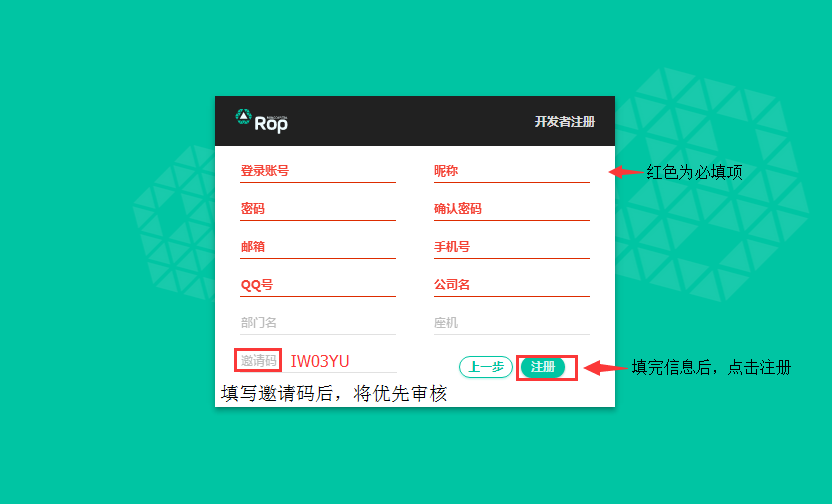 Rop
开发者注册
登录账号 昵称
红色为必填项
密码 确认密码
邮箱 手机号
QQ号 公司名
部门名 座机
邀请码 IW03YU
上一步 注册
填完信息后，点击注册
填写邀请码后，将优先审核